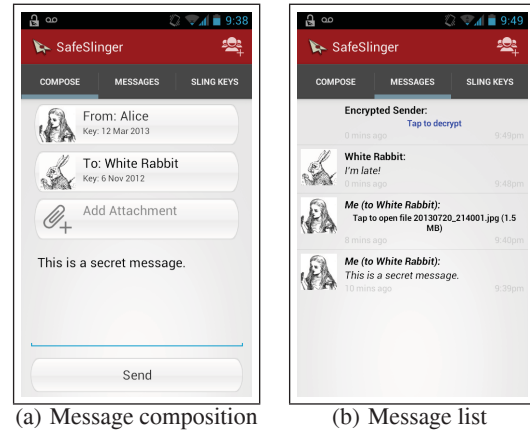 9:38
SafeSlinger
COMPOSE MESSAGES SLING KEYS
From: Alice
Key: 12 Mar 2013
To: White Rabbit
Key: 6 Nov 2012
Add Attachment
This is a secret message.
Send
(a) Message composition
9:49
SafeSlinger
COMPOSE MESSAGES SLING KEYS
Encrypted Sender:
Tap to decrypt
0 mins ago 9:49pm
White Rabbit:
I'm late!
0 mins ago 9:48pm
Me (to White Rabbit):
Tap to open file 20130720_214001.jpg (1.5
MB)
8 mins ago 9:40pm
Me (to White Rabbit):
This is a secret message.
10 mins ago 9:39pm
(b) Message list